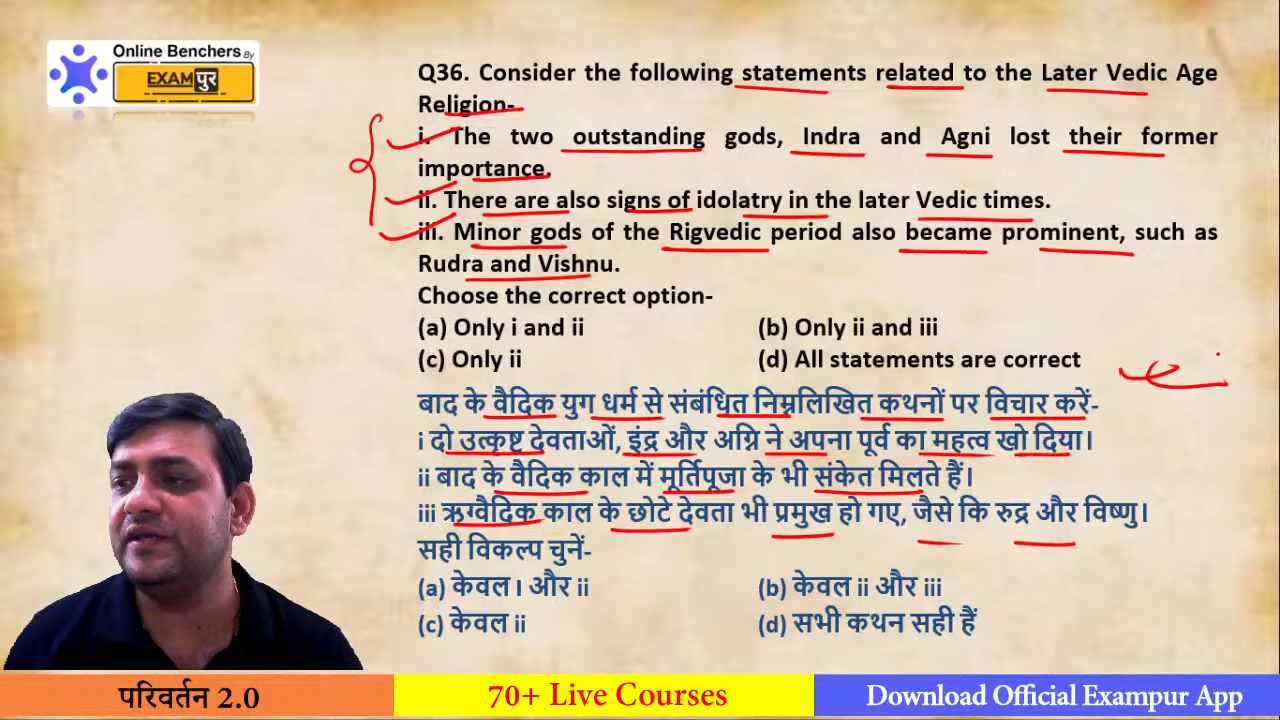 Online Benchers By
EXAMपुर
Q36. Consider the following statements related to the Later Vedic Age
Religion-
i. The two outstanding gods, Indra and Agni lost their former
importance.
ii. There are also signs of idolatry in the later Vedic times.
iii. Minor gods of the Rigvedic period also became prominent, such as
Rudra and Vishnu.
Choose the correct option-
(a) Only i and ii (b) Only ii and iii
(c) Only ii (d) All statements are correct
बाद के वैदिक युग धर्म से संबंधित निम्नलिखित कथनों पर विचार करें-
i दो उत्कृष्ट देवताओं, इंद्र और अग्नि ने अपना पूर्व का महत्व खो दिया।
ii बाद के वैदिक काल में मूर्तिपूजा के भी संकेत मिलते हैं।
iii ऋग्वैदिक काल के छोटे देवता भी प्रमुख हो गए, जैसे कि रुद्र और विष्णु।
सही विकल्प चुनें-
(a) केवल । और ii (b) केवल ii और iii
(c) केवल ii (d) सभी कथन सही हैं
परिवर्तन 2.0 70+ Live Courses Download Official Exampur App